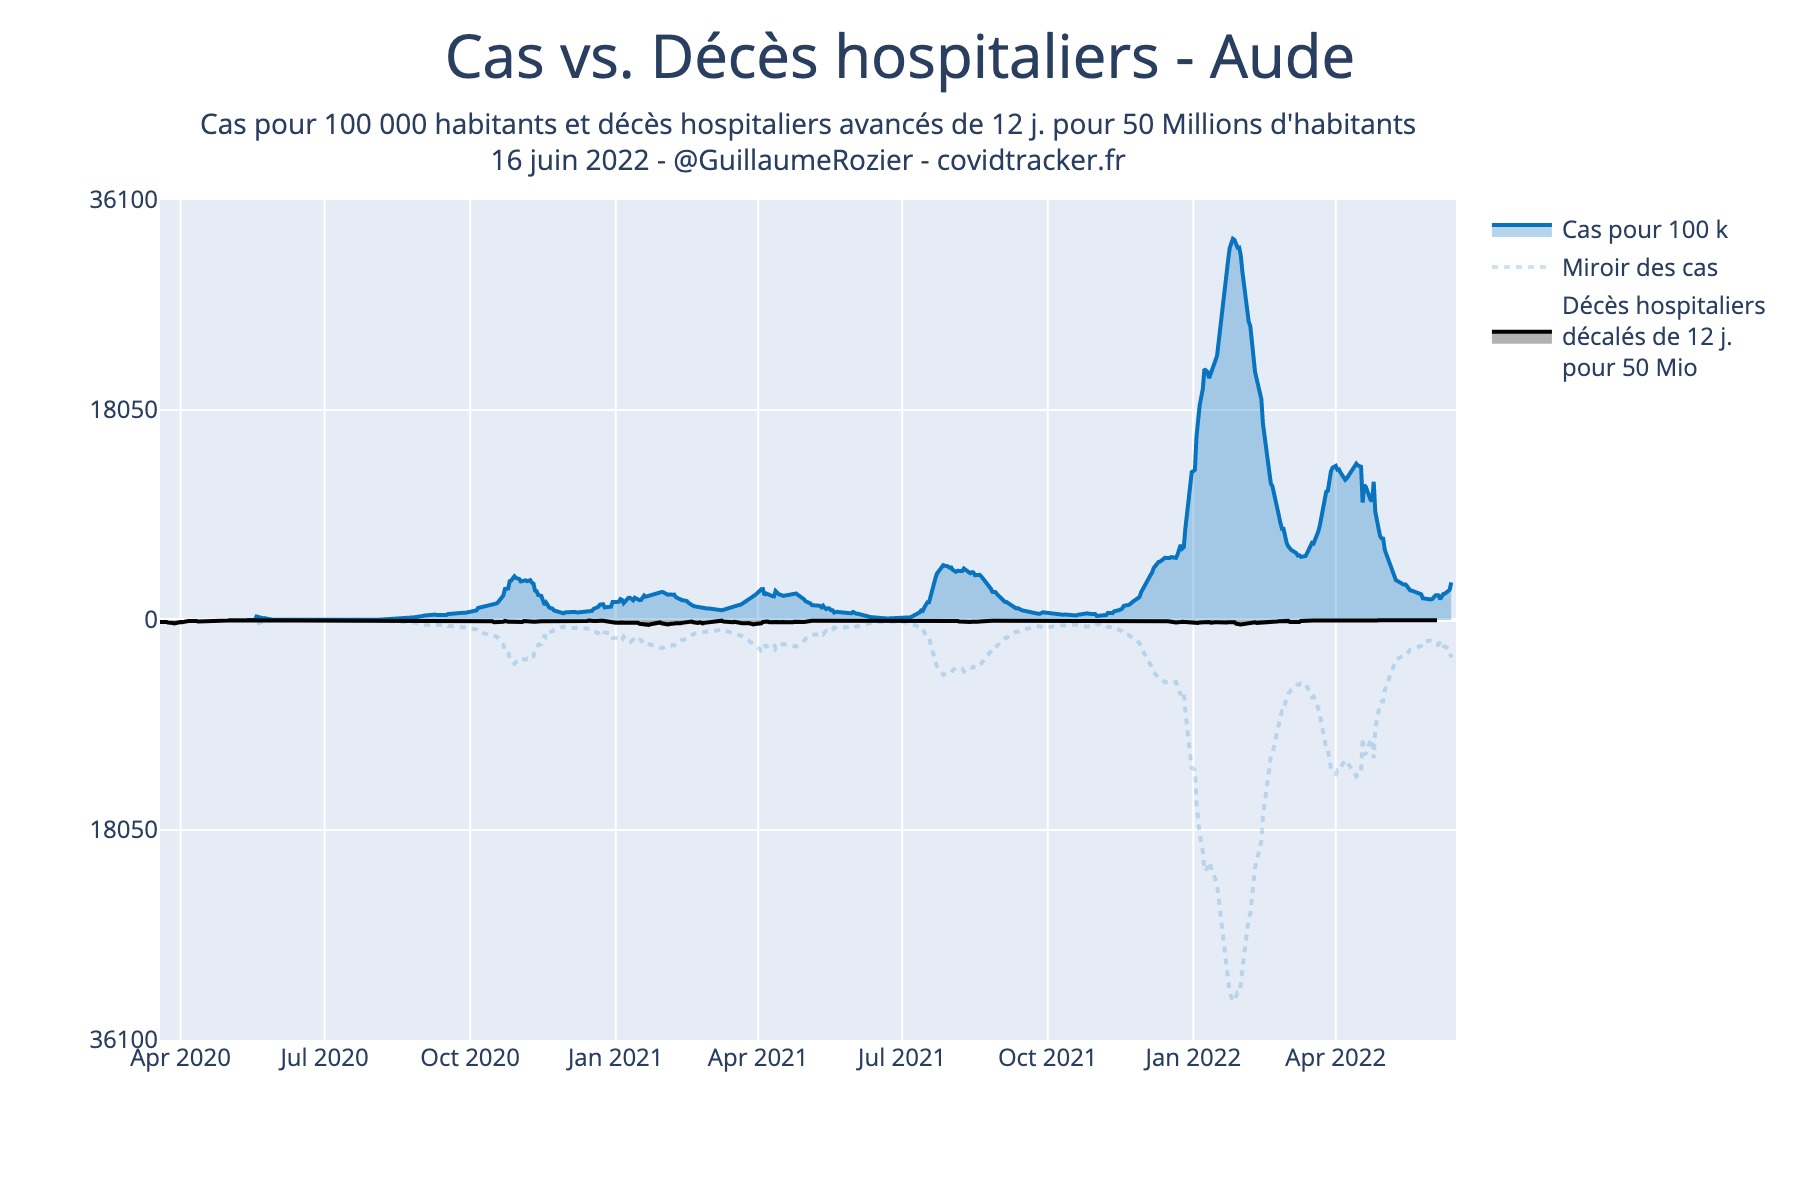 Cas vs. Décès hospitaliers - Aude
Cas pour 100 000 habitants et décès hospitaliers avancés de 12 j. pour 50 Millions d'habitants
16 juin 2022 - @GuillaumeRozier - covidtracker.fr
36100
18050
0
18050
36100
Apr 2020
Jul 2020
Oct 2020
Jan 2021
Apr 2021
Jul 2021
Oct 2021
Jan 2022
Apr 2022
Cas pour 100 k
Miroir des cas
Décès hospitaliers
décalés de 12 j.
pour 50 Mio